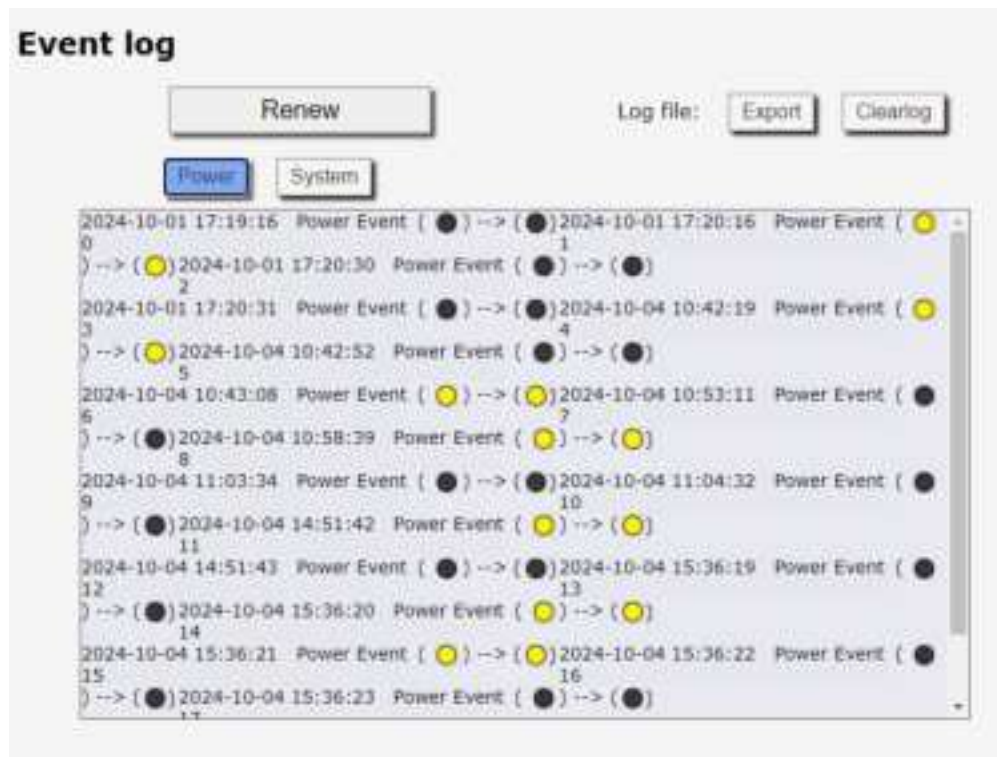 Event log
Renew
Log file:
Export
Clearlog
Power
System
2024-10-01 17:19:16 Power Event ( ) --> ( )2024-10-01 17:20:16 Power Event (
0 1
) --> ( )2024-10-01 17:20:30 Power Event ( ) --> ( )
2
2024-10-01 17:20:31 Power Event ( ) --> ( )2024-10-04 10:42:19 Power Event (
3 4
) --> ( )2024-10-04 10:42:52 Power Event ( ) --> ( )
5
2024-10-04 10:43:08 Power Event ( ) --> ( )2024-10-04 10:53:11 Power Event (
6 7
) --> ( )2024-10-04 10:58:39 Power Event ( ) --> ( )
8
2024-10-04 11:03:34 Power Event ( ) --> ( )2024-10-04 11:04:32 Power Event (
9 10
) --> ( )2024-10-04 14:51:42 Power Event ( ) --> ( )
11
2024-10-04 14:51:43 Power Event ( ) --> ( )2024-10-04 15:36:19 Power Event (
12 13
) --> ( )2024-10-04 15:36:20 Power Event ( ) --> ( )
14
2024-10-04 15:36:21 Power Event ( ) --> ( )2024-10-04 15:36:22 Power Event (
15 16
) --> ( )2024-10-04 15:36:23 Power Event ( ) --> ( )